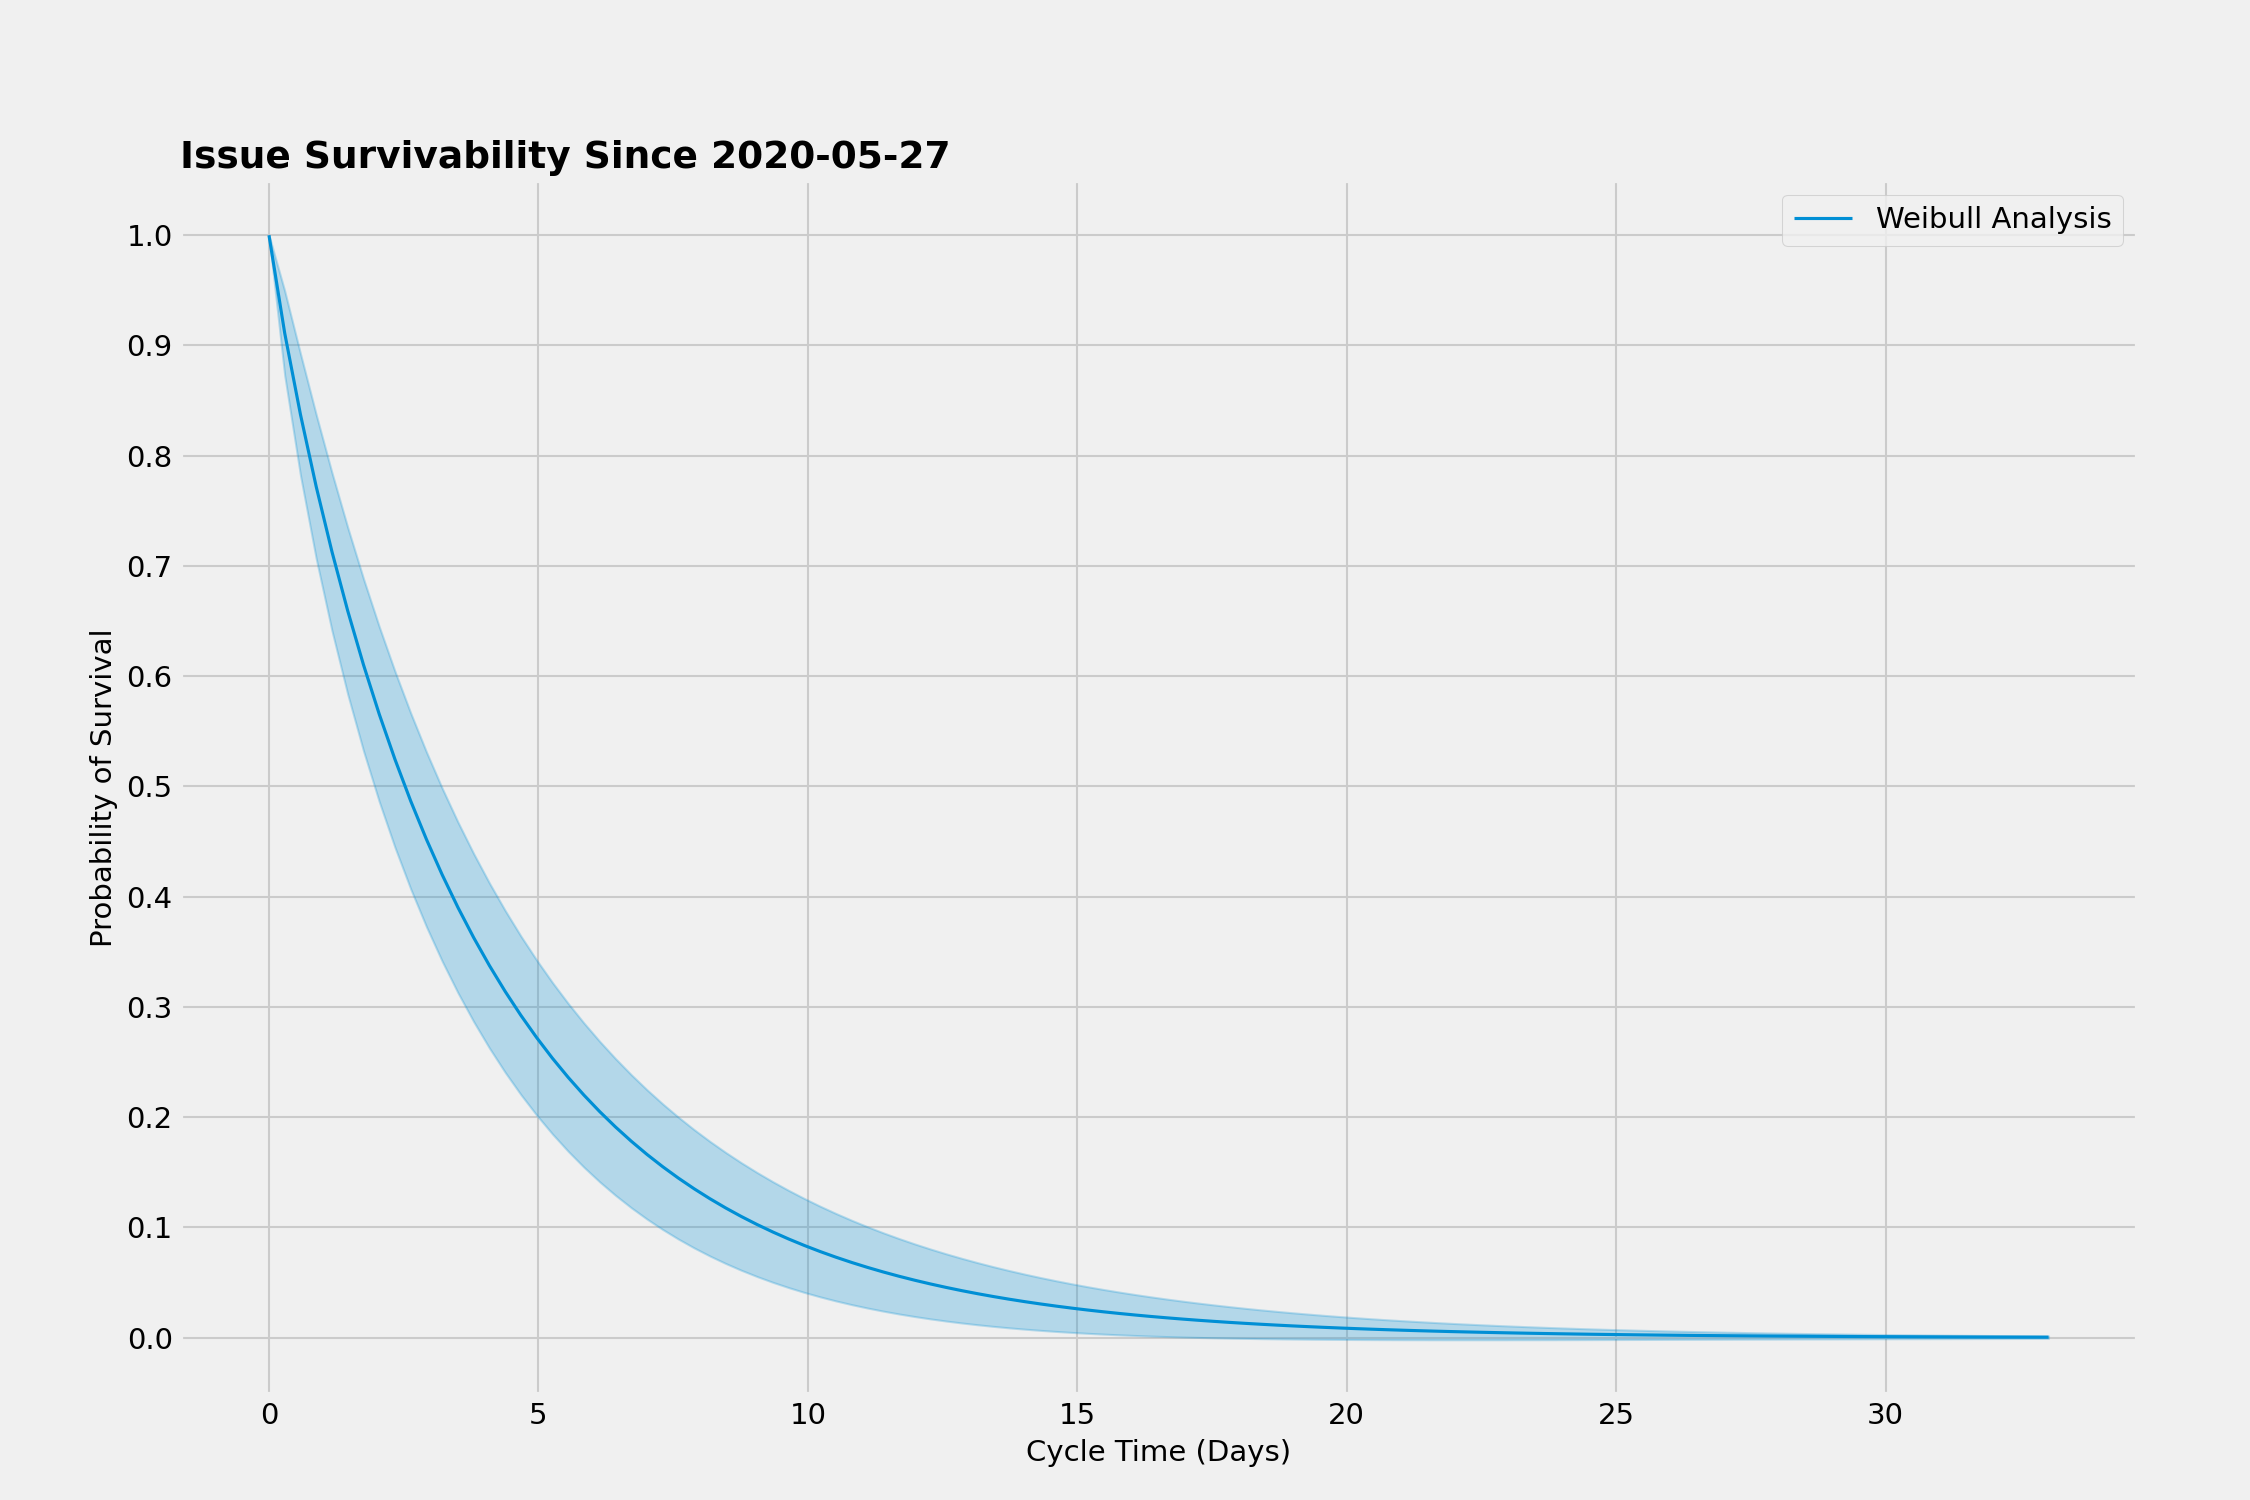 Issue Survivability Since 2020-05-27
Weibull Analysis
1.0
0.9
0.8
0.7
0.6
0.5
0.4
0.3
0.2
0.1
0.0
Probability of Survival
0 5 10 15 20 25 30
Cycle Time (Days)